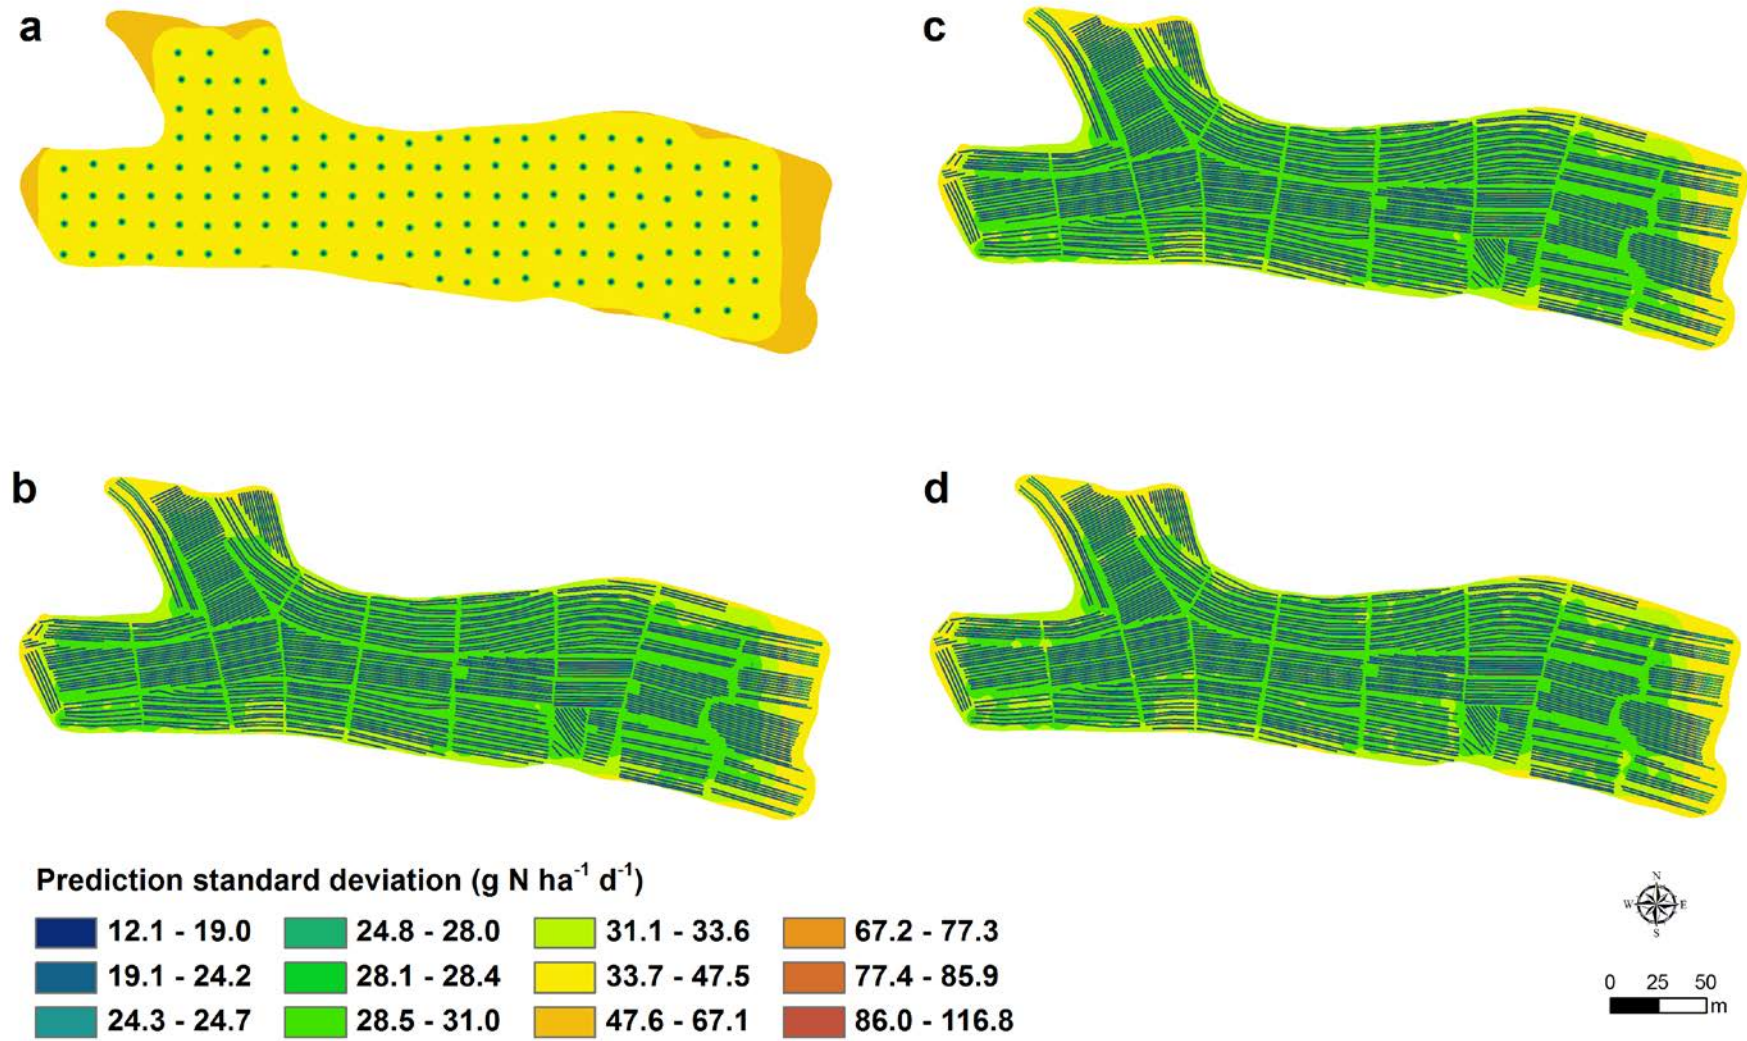 a
c
b
d
Prediction standard deviation (g N ha⁻¹ d⁻¹)
12.1 - 19.0 24.8 - 28.0 31.1 - 33.6 67.2 - 77.3
19.1 - 24.2 28.1 - 28.4 33.7 - 47.5 77.4 - 85.9
24.3 - 24.7 28.5 - 31.0 47.6 - 67.1 86.0 - 116.8
N
W E
S
0 25 50
m